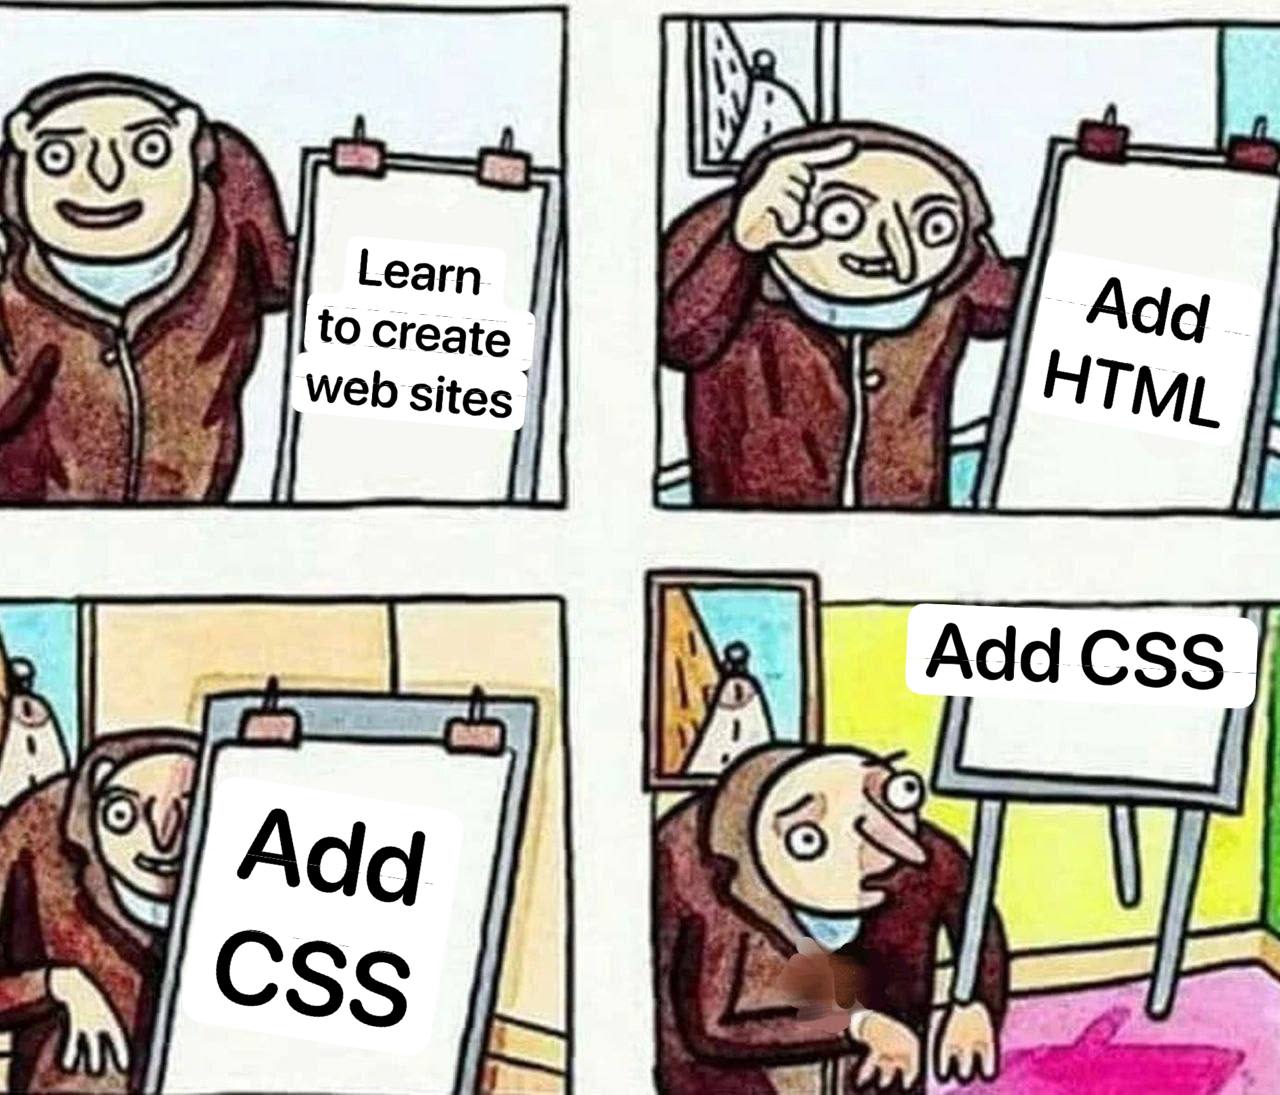 Learn
to create
web sites
Add
HTML
Add
CSS
Add CSS